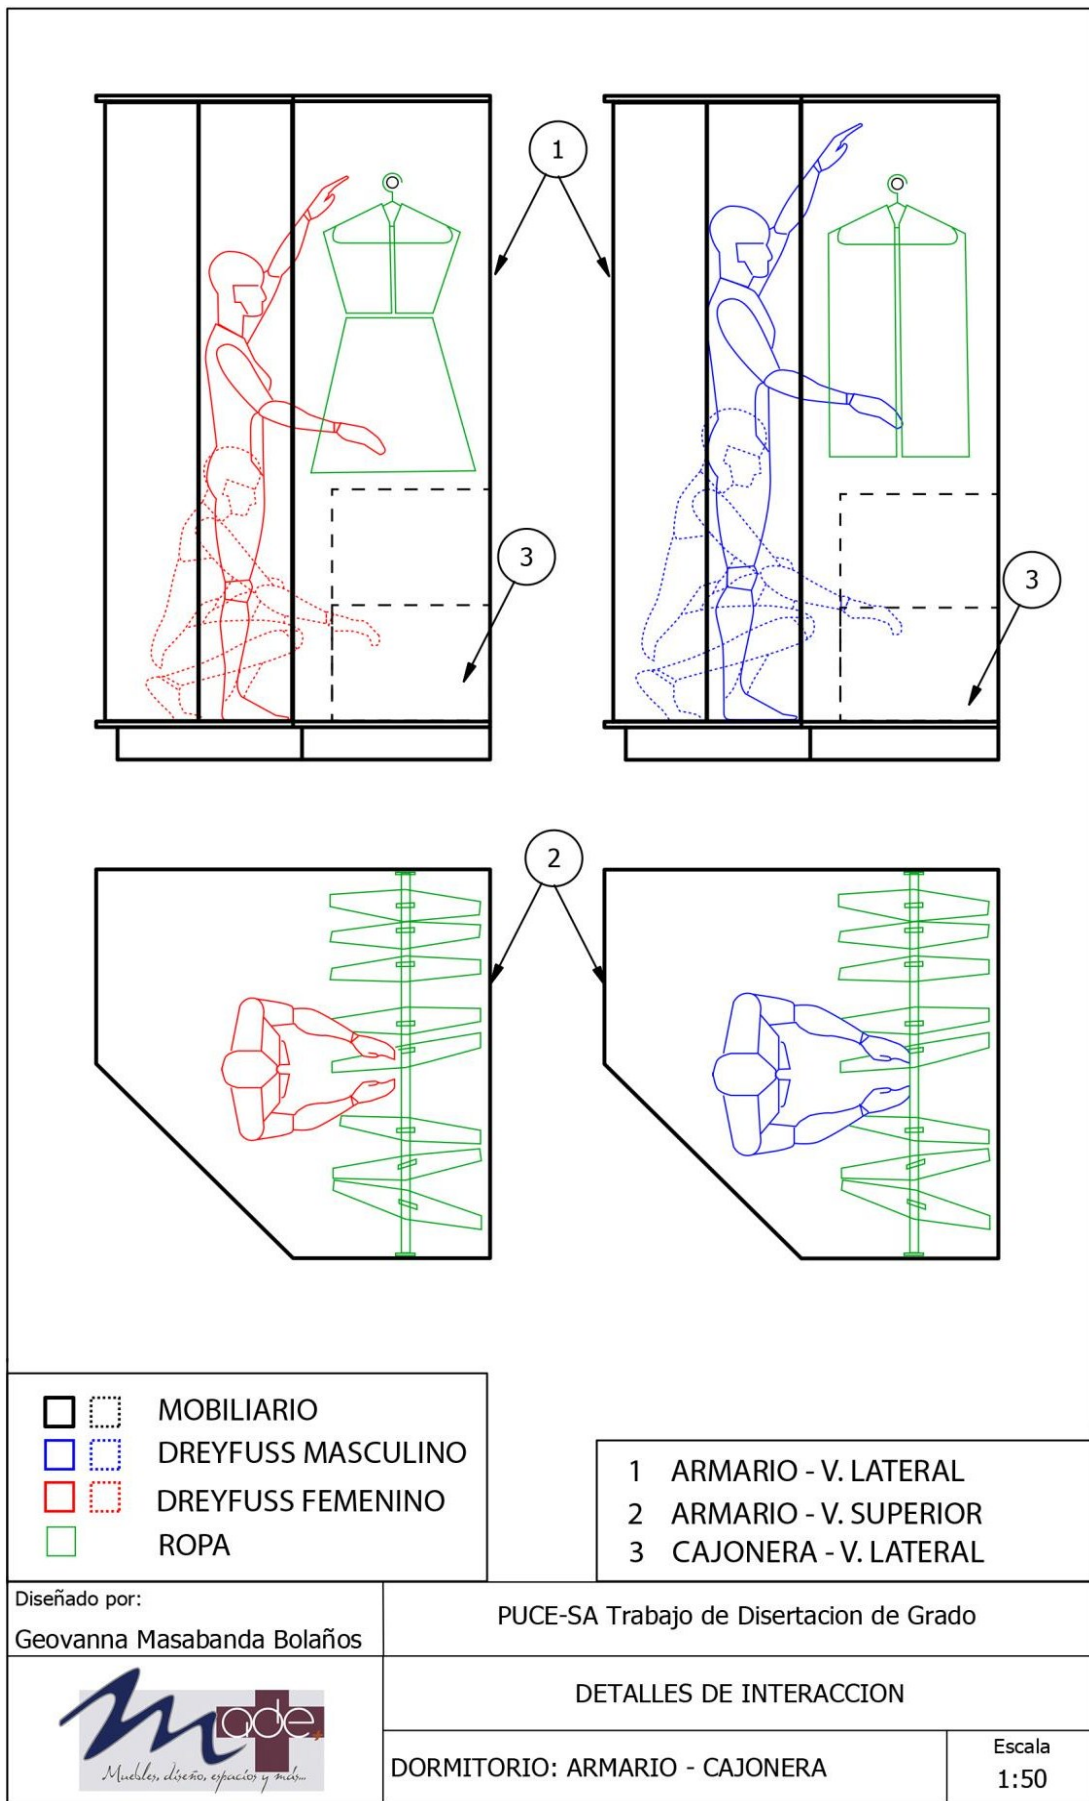 1
3
3
2
MOBILIARIO
DREYFUSS MASCULINO
DREYFUSS FEMENINO
ROPA
1 ARMARIO - V. LATERAL
2 ARMARIO - V. SUPERIOR
3 CAJONERA - V. LATERAL
Diseñado por:
Geovanna Masabanda Bolaños
PUCE-SA Trabajo de Disertacion de Grado
DETALLES DE INTERACCION
made+
Muebles, diseño, espacios y más...
DORMITORIO: ARMARIO - CAJONERA
Escala
1:50